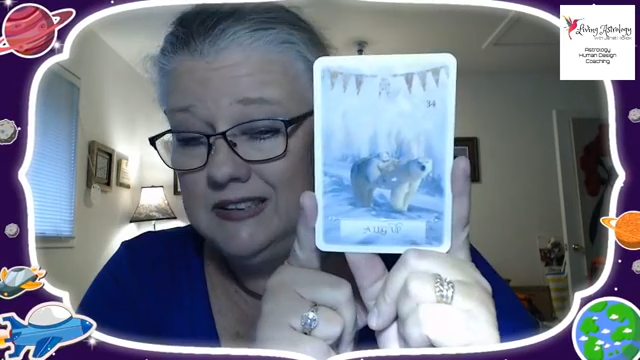 Living Astrology
Astrology
Human Design
Coaching
34
A LEG UP